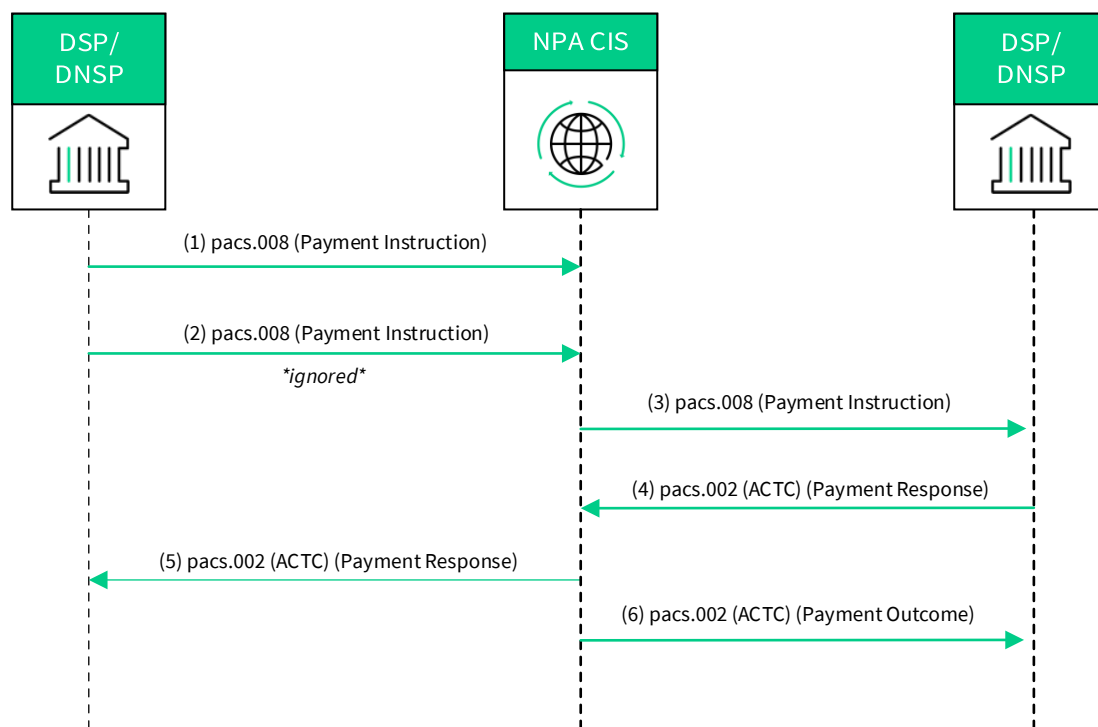 DSP/
DNSP
NPA CIS
DSP/
DNSP
(1) pacs.008 (Payment Instruction)
(2) pacs.008 (Payment Instruction)
*ignored*
(3) pacs.008 (Payment Instruction)
(4) pacs.002 (ACTC) (Payment Response)
(5) pacs.002 (ACTC) (Payment Response)
(6) pacs.002 (ACTC) (Payment Outcome)